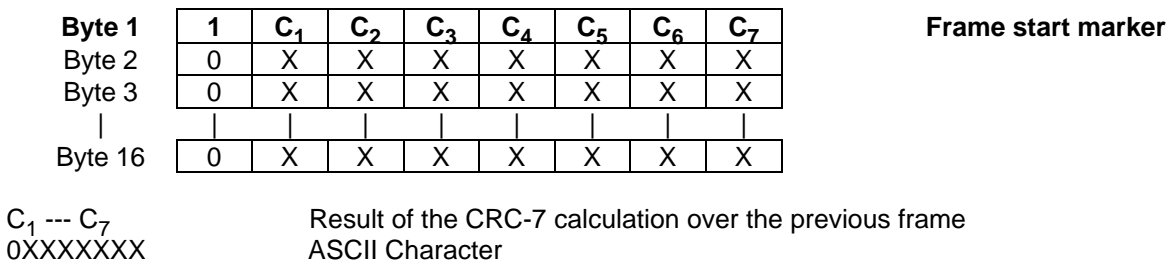 Byte 1 1 C1 C2 C3 C4 C5 C6 C7 Frame start marker
Byte 2 0 X X X X X X X
Byte 3 0 X X X X X X X
| | | | | | | | |
Byte 16 0 X X X X X X X
C1 --- C7 Result of the CRC-7 calculation over the previous frame
0XXXXXXX ASCII Character